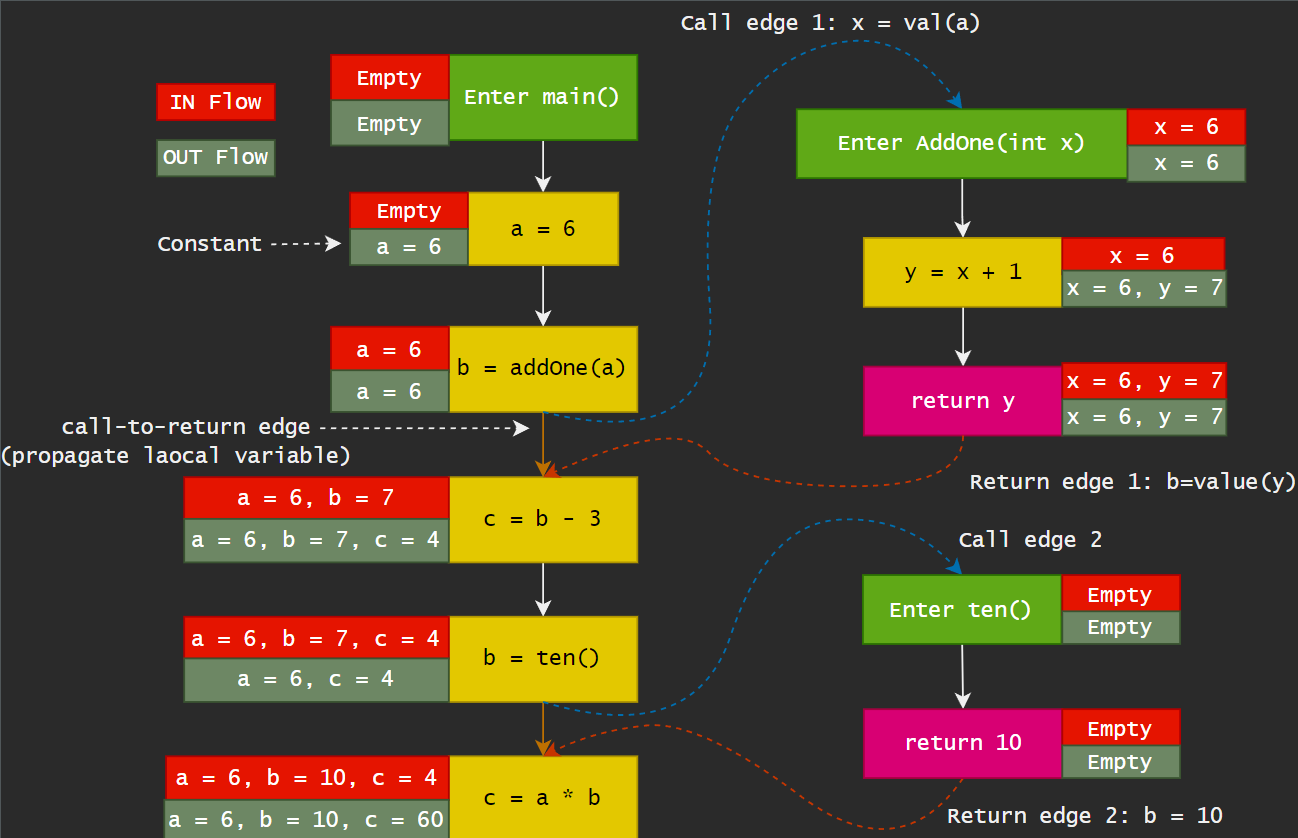 Call edge 1: x = val(a)
IN Flow
OUT Flow
Empty
Empty
Enter main()
Enter AddOne(int x)
x = 6
x = 6
Constant
Empty
a = 6
a = 6
y = x + 1
x = 6
x = 6, y = 7
a = 6
a = 6
b = addOne(a)
return y
x = 6, y = 7
x = 6, y = 7
call-to-return edge
(propagate laocal variable)
Return edge 1: b=value(y)
a = 6, b = 7
a = 6, b = 7, c = 4
c = b - 3
Call edge 2
Enter ten()
Empty
Empty
a = 6, b = 7, c = 4
a = 6, c = 4
b = ten()
return 10
Empty
Empty
a = 6, b = 10, c = 4
a = 6, b = 10, c = 60
c = a * b
Return edge 2: b = 10